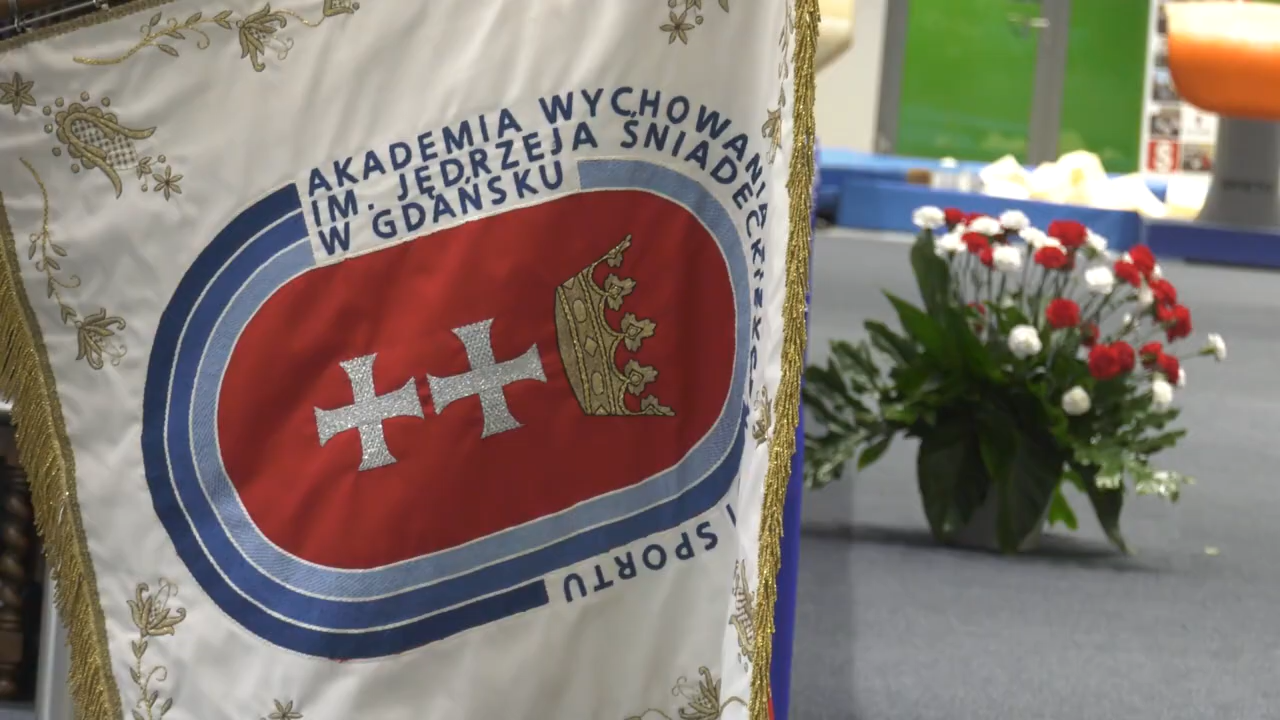 AKADEMIA WYCHOWANIA
IM. JĘDRZEJA ŚNIADECKIEGO
W GDAŃSKU
I SPORTU